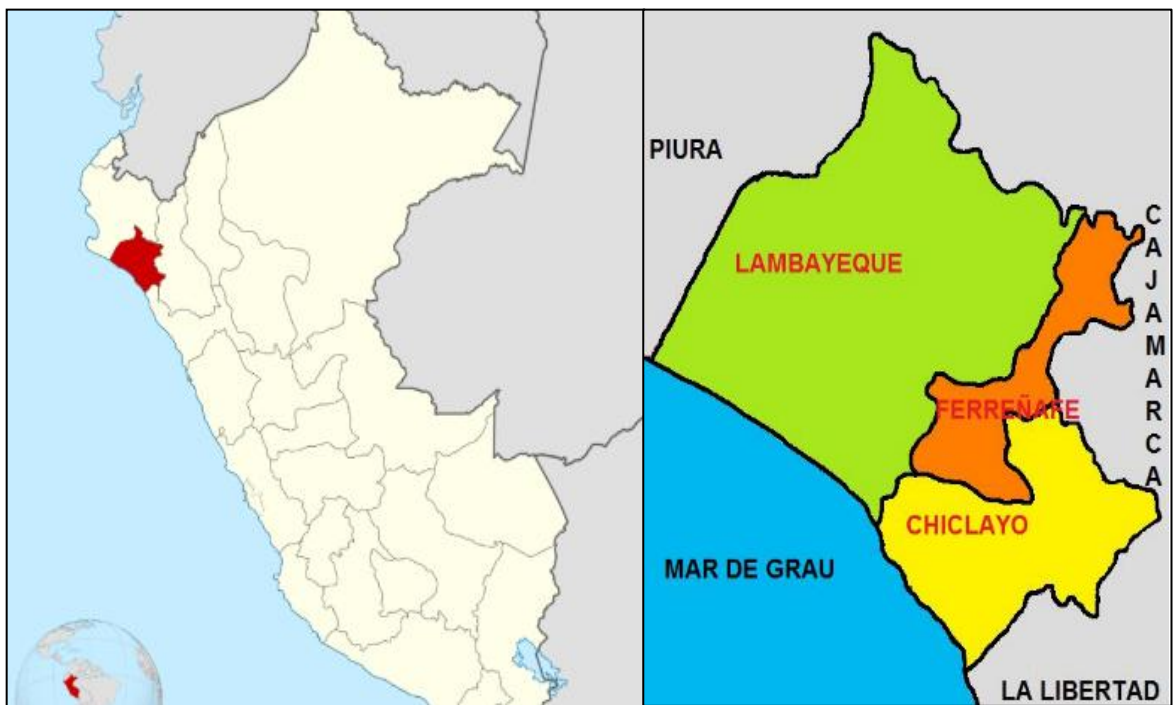 PIURA
CAJAMARCA
LAMBAYEQUE
FERREÑAFE
CHICLAYO
MAR DE GRAU
LA LIBERTAD